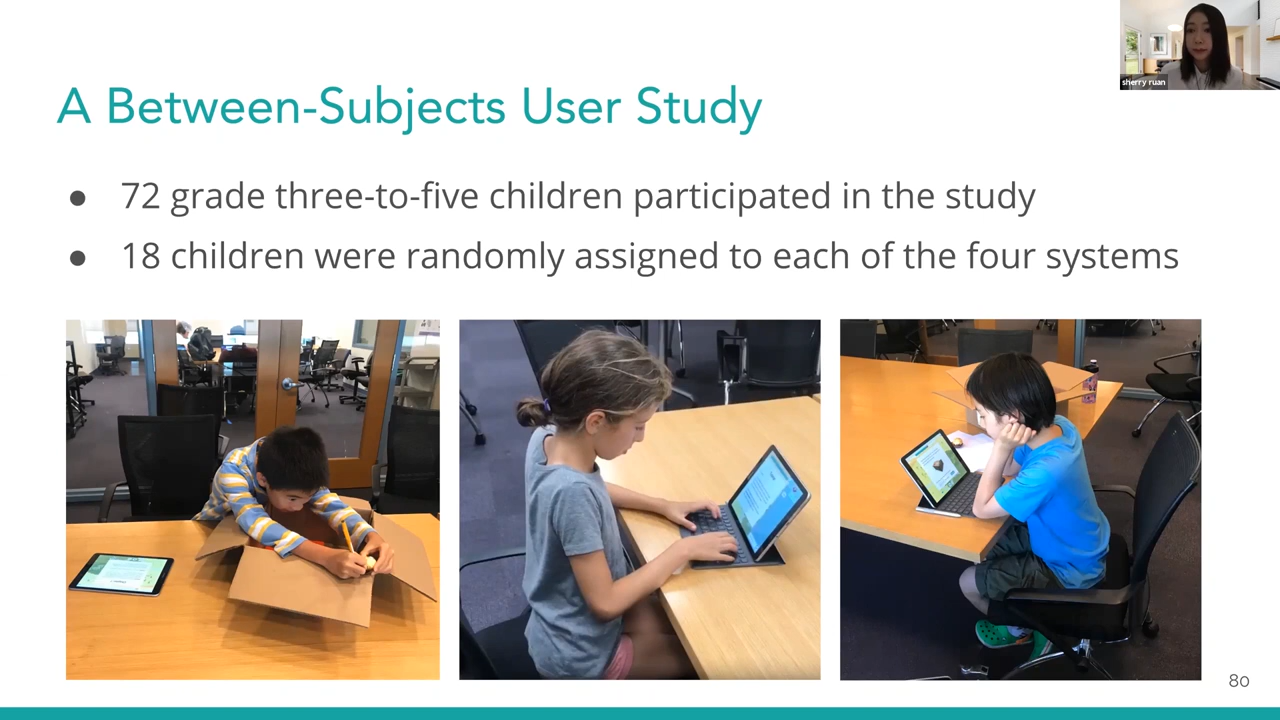 sherry ruan
A Between-Subjects User Study
● 72 grade three-to-five children participated in the study
● 18 children were randomly assigned to each of the four systems
80